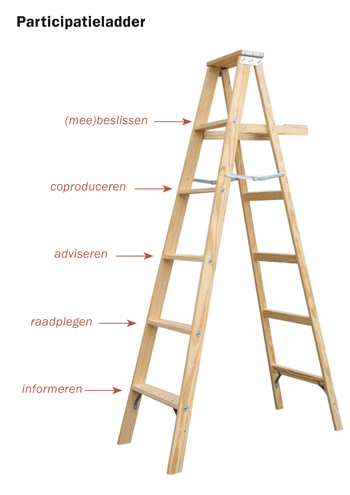 Participatieladder
(mee)beslissen
coproduceren
adviseren
raadplegen
informeren